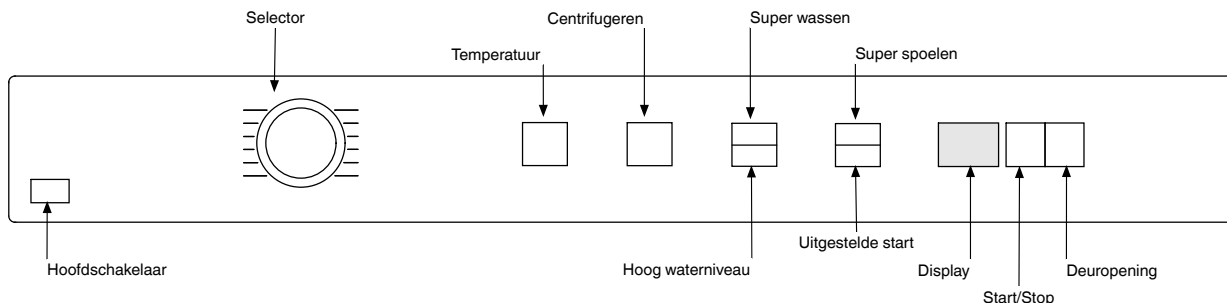 Selector
Centrifugeren
Super wassen
Temperatuur
Super spoelen
Hoofdschakelaar
Hoog waterniveau
Uitgestelde start
Display
Deuropening
Start/Stop